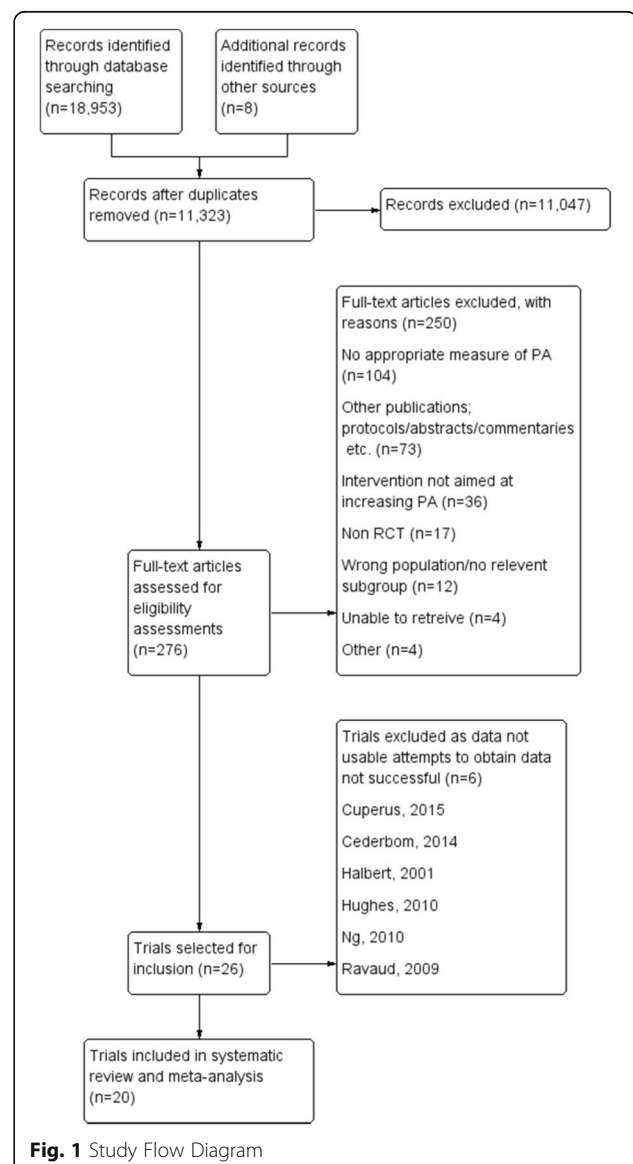 Records identified
through database
searching
(n=18,953)
Additional records
identified through
other sources
(n=8)
Records after duplicates
removed (n=11,323)
Records excluded (n=11,047)
Full-text articles excluded, with
reasons (n=250)
No appropriate measure of PA
(n=104)
Other publications;
protocols/abstracts/commentaries
etc. (n=73)
Intervention not aimed at
increasing PA (n=36)
Non RCT (n=17)
Wrong population/no relevent
subgroup (n=12)
Unable to retreive (n=4)
Other (n=4)
Full-text articles
assessed for
eligibility
assessments
(n=276)
Trials excluded as data not
usable attempts to obtain data
not successful (n=6)
Cuperus, 2015
Cederbom, 2014
Halbert, 2001
Hughes, 2010
Ng, 2010
Ravaud, 2009
Trials selected for
inclusion (n=26)
Trials included in systematic
review and meta-analysis
(n=20)
Fig. 1 Study Flow Diagram